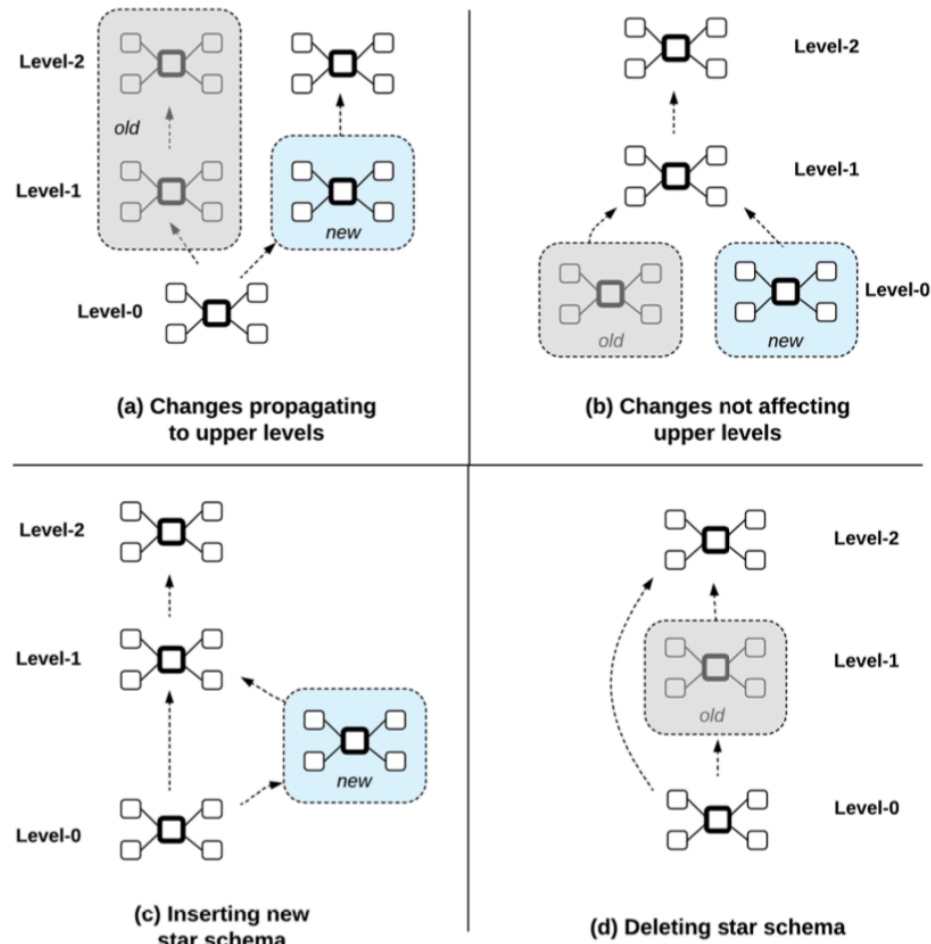 Level-2
old
Level-1
new
Level-0
(a) Changes propagating
to upper levels
Level-2
Level-1
Level-0
old
new
(b) Changes not affecting
upper levels
Level-2
Level-1
new
Level-0
(c) Inserting new
star schema
Level-2
Level-1
old
Level-0
(d) Deleting star schema